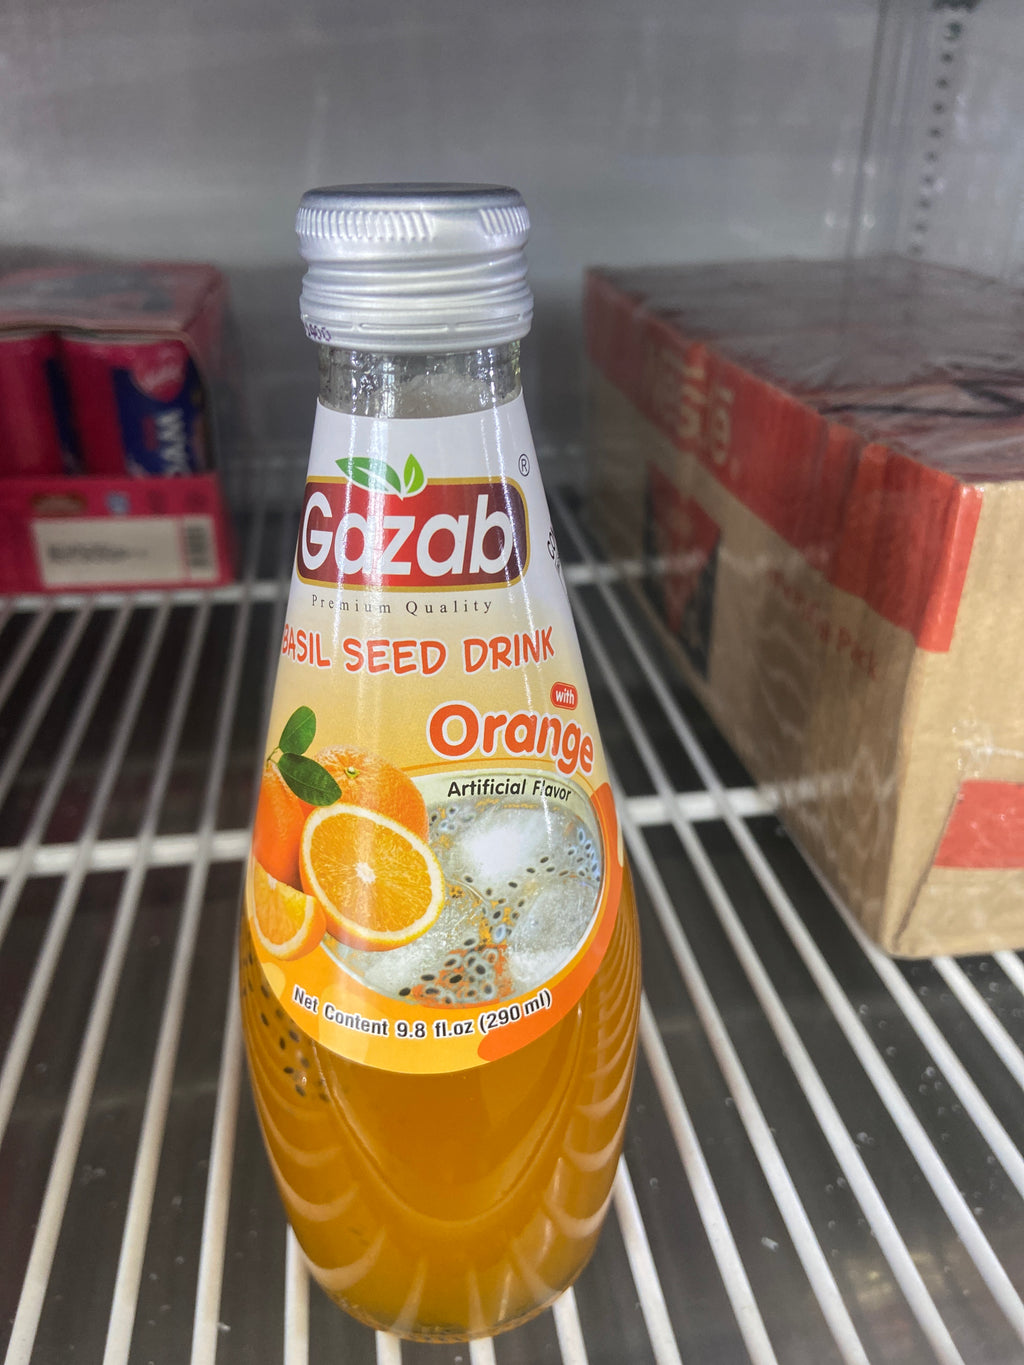 Gazab
®
Premium Quality
BASIL SEED DRINK
with
Orange
Artificial Flavor
Net Content 9.8 fl.oz (290 ml)